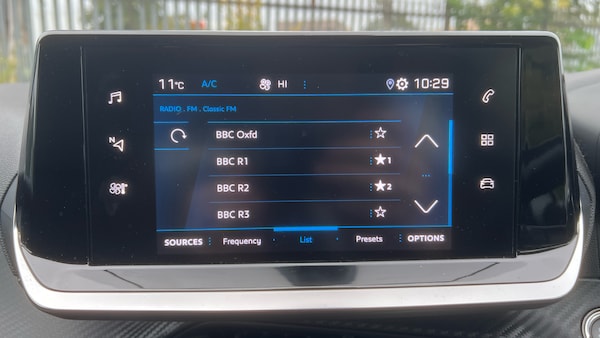 11°C A/C HI 10:29
RADIO . FM . Classic FM
N
BBC Oxfd
BBC R1 1
BBC R2 2
BBC R3
SOURCES Frequency List Presets OPTIONS